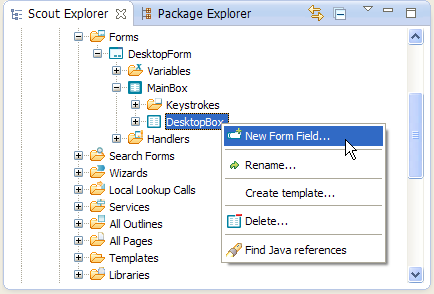 Scout Explorer Package Explorer
Forms
DesktopForm
Variables
MainBox
Keystrokes
DesktopBox
New Form Field...
Handlers
Search Forms
Rename...
Wizards
Local Lookup Calls
Create template...
Services
All Outlines
Delete...
All Pages
Find Java references
Templates
Libraries